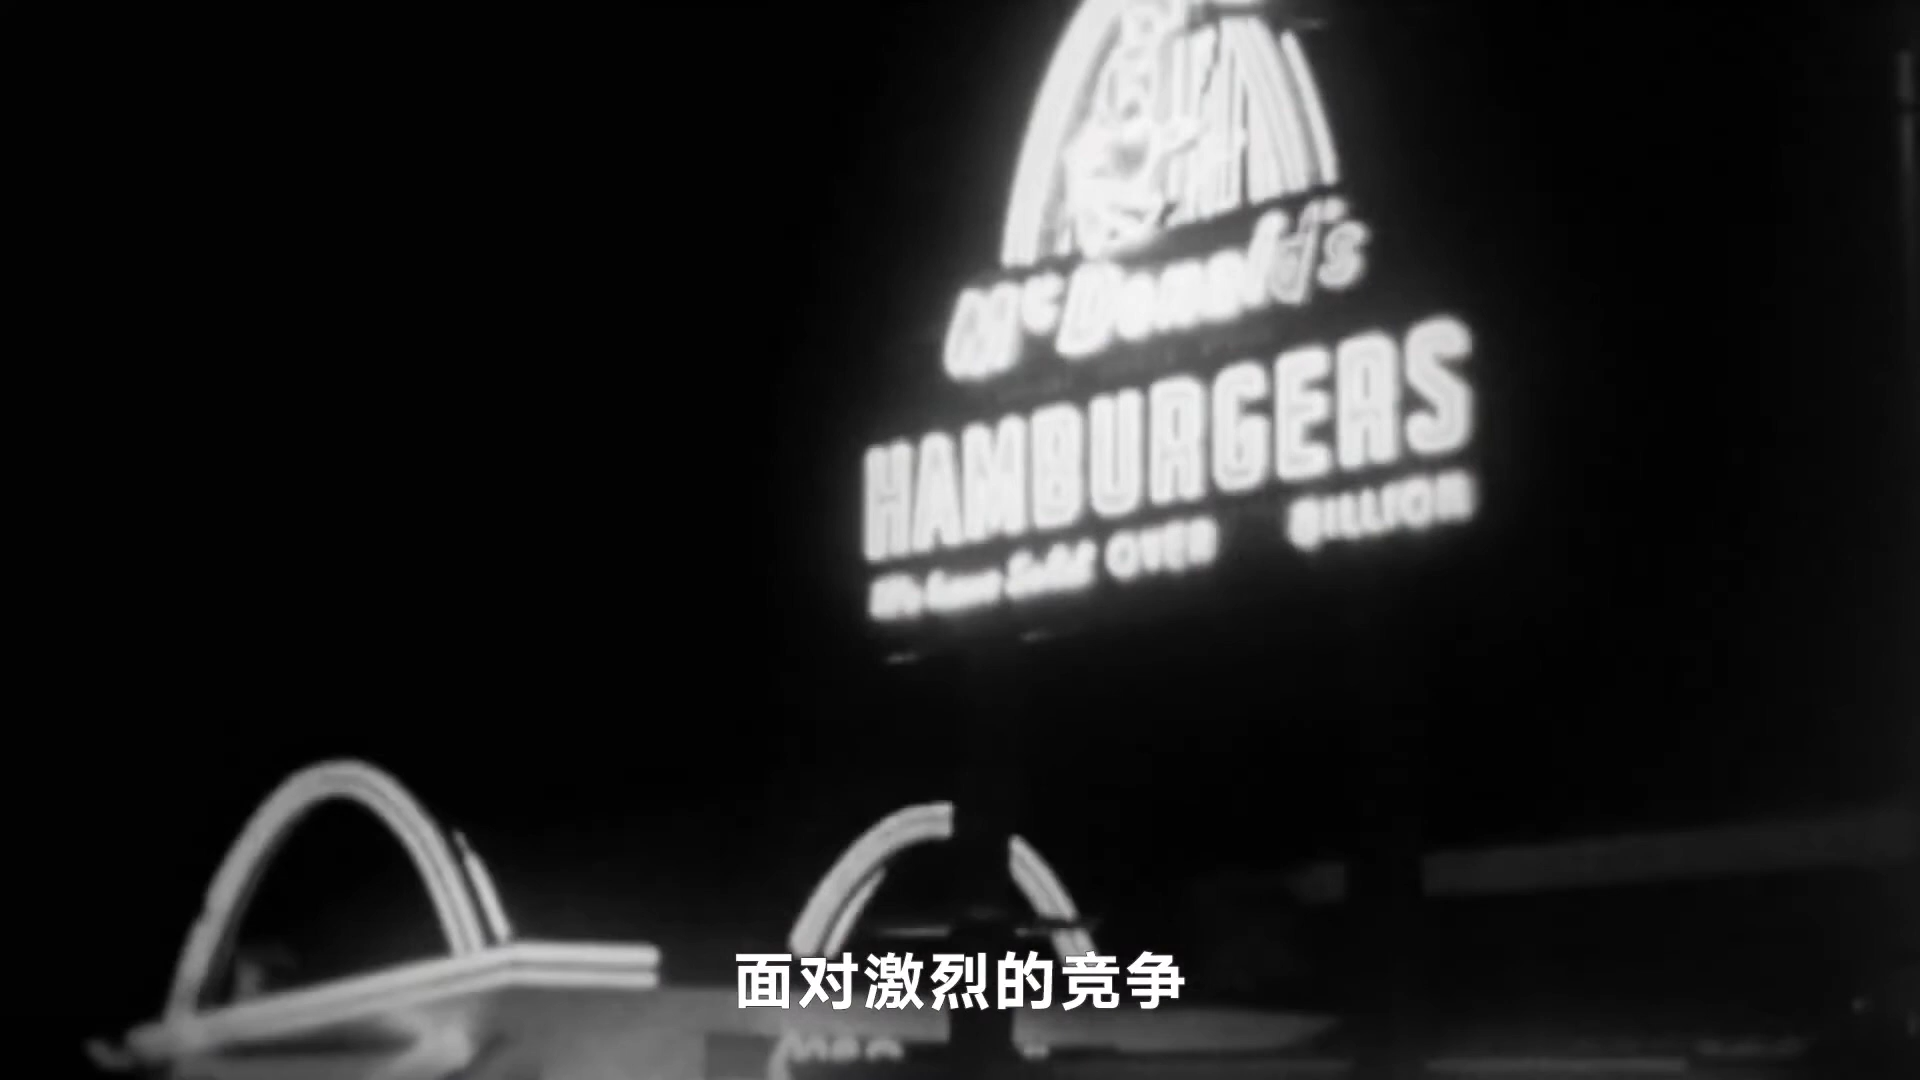 McDonald's
HAMBURGERS
We have Sold OVER BILLION
面对激烈的竞争